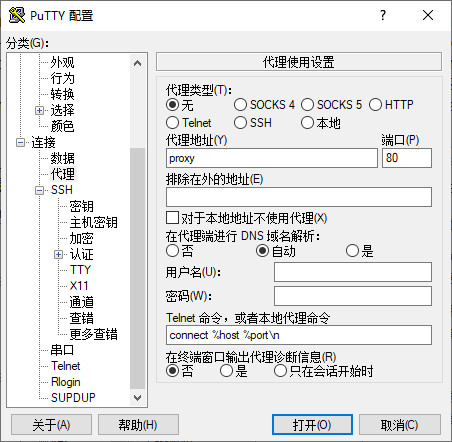 PuTTY 配置
分类(G):
外观
行为
转换
选择
颜色
连接
数据
代理
SSH
密钥
主机密钥
加密
认证
TTY
X11
通道
查错
更多查错
串口
Telnet
Rlogin
SUPDUP
代理使用设置
代理类型(T):
无 SOCKS 4 SOCKS 5 HTTP
Telnet SSH 本地
代理地址(Y) 端口(P)
proxy 80
排除在外的地址(E)
对于本地地址不使用代理(X)
在代理端进行 DNS 域名解析:
否 自动 是
用户名(U):
密码(W):
Telnet 命令，或者本地代理命令
connect %host %port\n
在终端窗口输出代理诊断信息(R)
否 是 只在会话开始时
关于(A) 帮助(H) 打开(O) 取消(C)